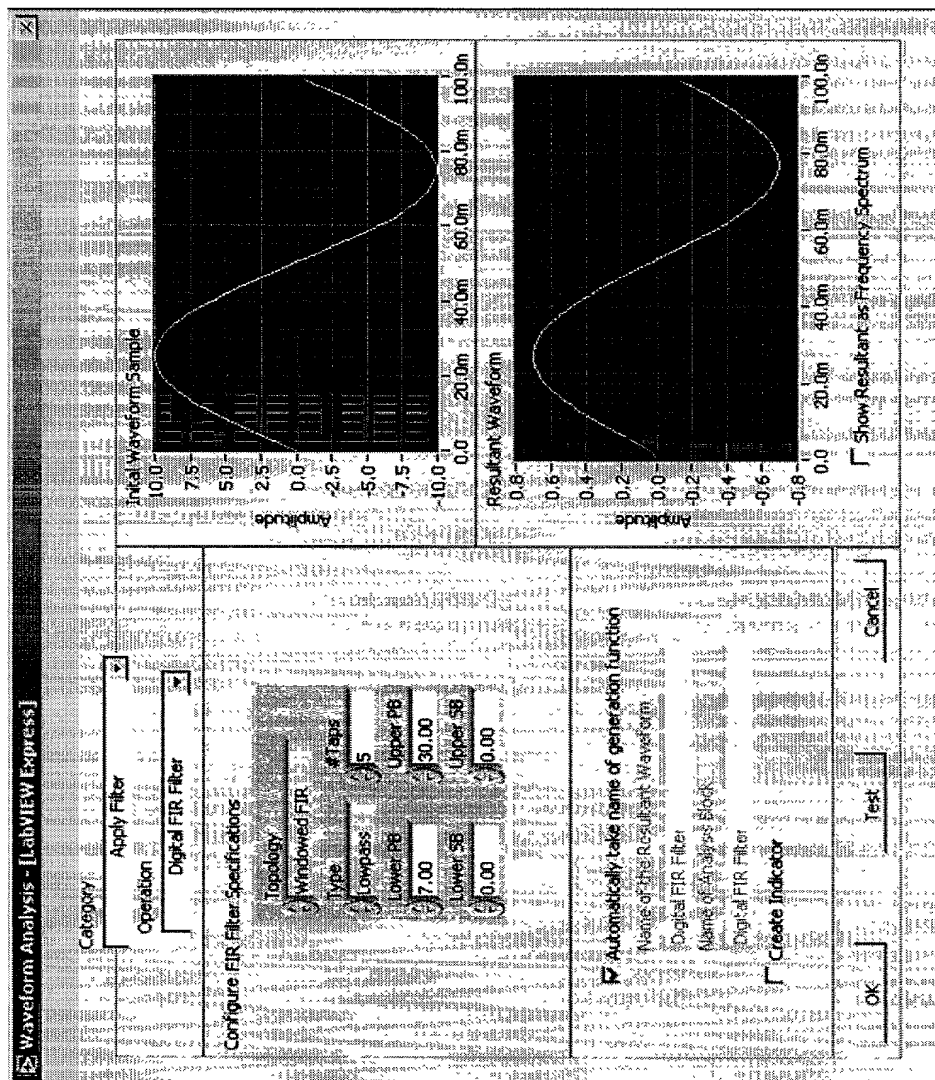 Waveform Analysis - [LabVIEW Express]
Category
Apply Filter
Operation
Digital FIR Filter
Configure FIR Filter Specifications
Topology
Windowed FIR
Type
#Taps
Lowpass
5
Lower PB
Upper PB
7.00
30.00
Lower SB
Upper SB
0.00
0.00
Automatically take name of generation function
Name of the Resultant Waveform
Digital FIR Filter
Name of Analysis Block
Digital FIR Filter
Create Indicator
OK
Test
Cancel
Initial Waveform Sample
Amplitude
10.0
7.5
5.0
2.5
0.0
-2.5
-5.0
-7.5
-10.0
0.0 20.0m 40.0m 60.0m 80.0m 100.0n
Resultant Waveform
Amplitude
0.8
0.6
0.4
0.2
0.0
-0.2
-0.4
-0.6
-0.8
0.0 20.0m 40.0m 60.0m 80.0m 100.0n
Show Resultant as Frequency Spectrum